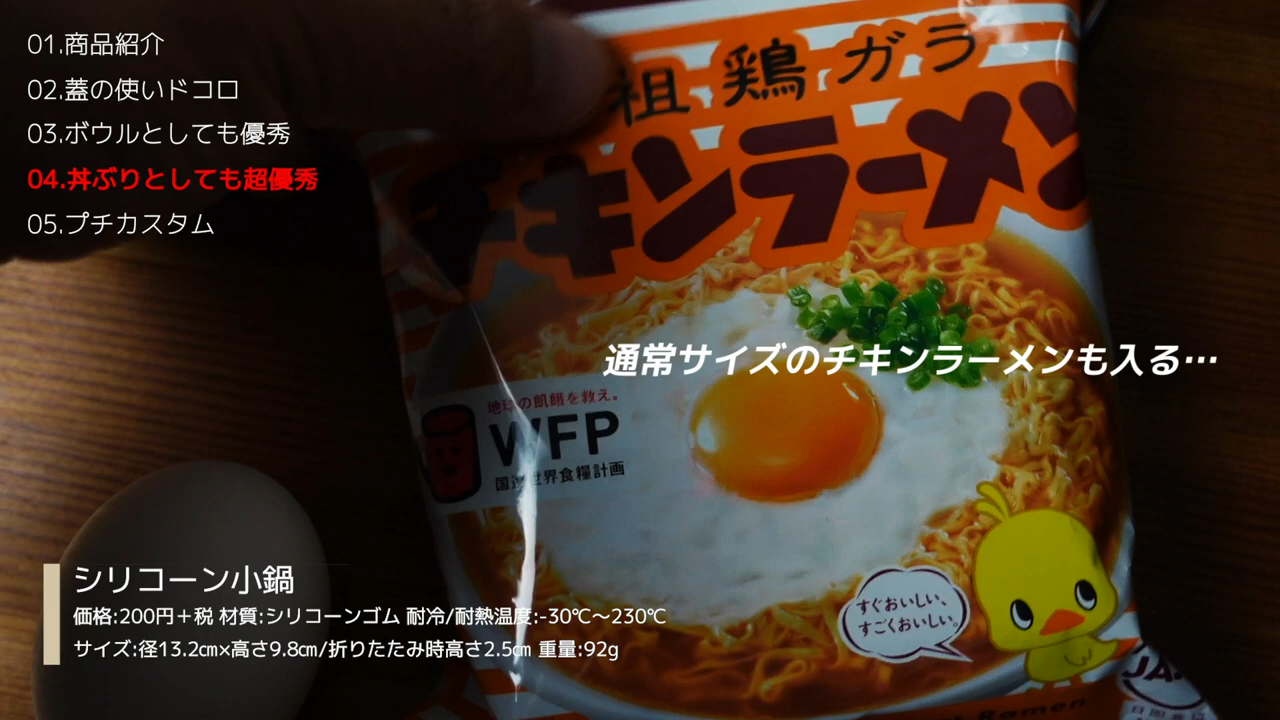 01.商品紹介
02.蓋の使いドコロ
03.ボウルとしても優秀
04.丼ぶりとしても超優秀
05.プチカスタム
祖 鶏ガラ
チキンラーメン
通常サイズのチキンラーメンも入る…
地球の飢餓を救え。
WFP
国連世界食糧計画
すぐおいしい、
すごくおいしい。
シリコーン小鍋
価格:200円＋税 材質:シリコーンゴム 耐冷/耐熱温度:-30℃〜230℃
サイズ:径13.2㎝×高さ9.8㎝/折りたたみ時高さ2.5㎝ 重量:92g
JAS
Ramen